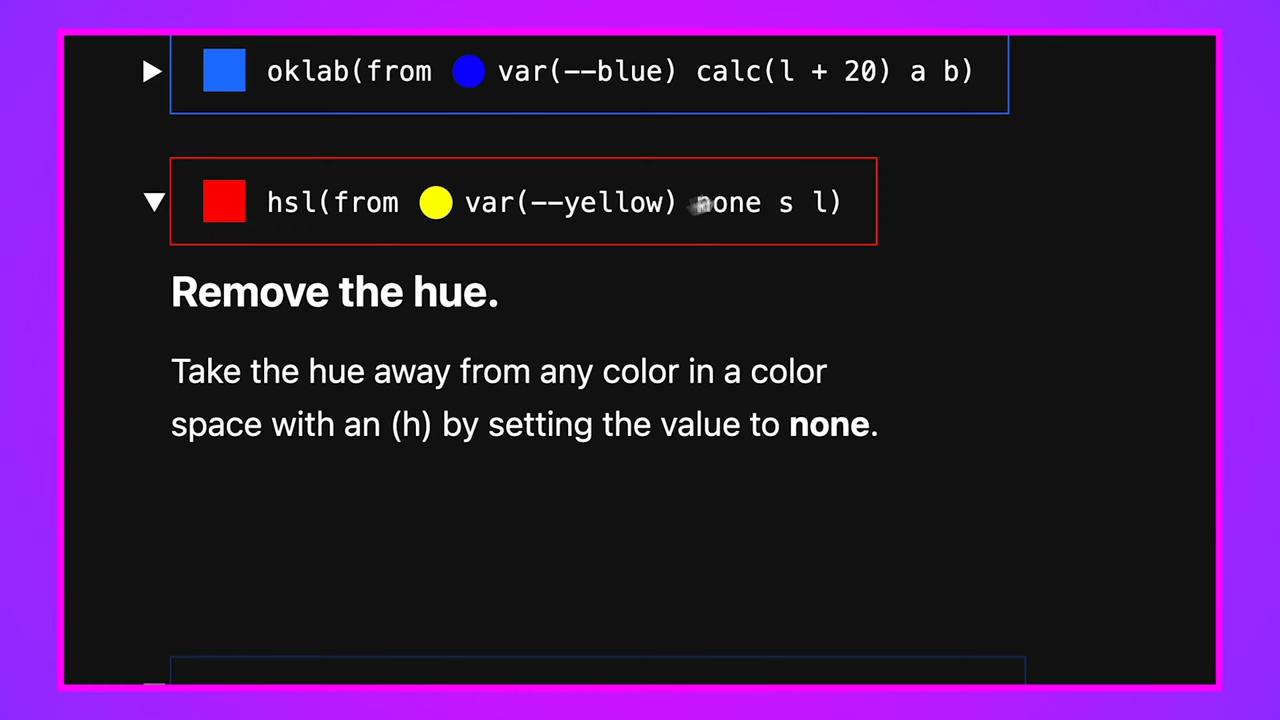 oklab(from var(--blue) calc(l + 20) a b)
hsl(from var(--yellow) none s l)
Remove the hue.
Take the hue away from any color in a color
space with an (h) by setting the value to none.